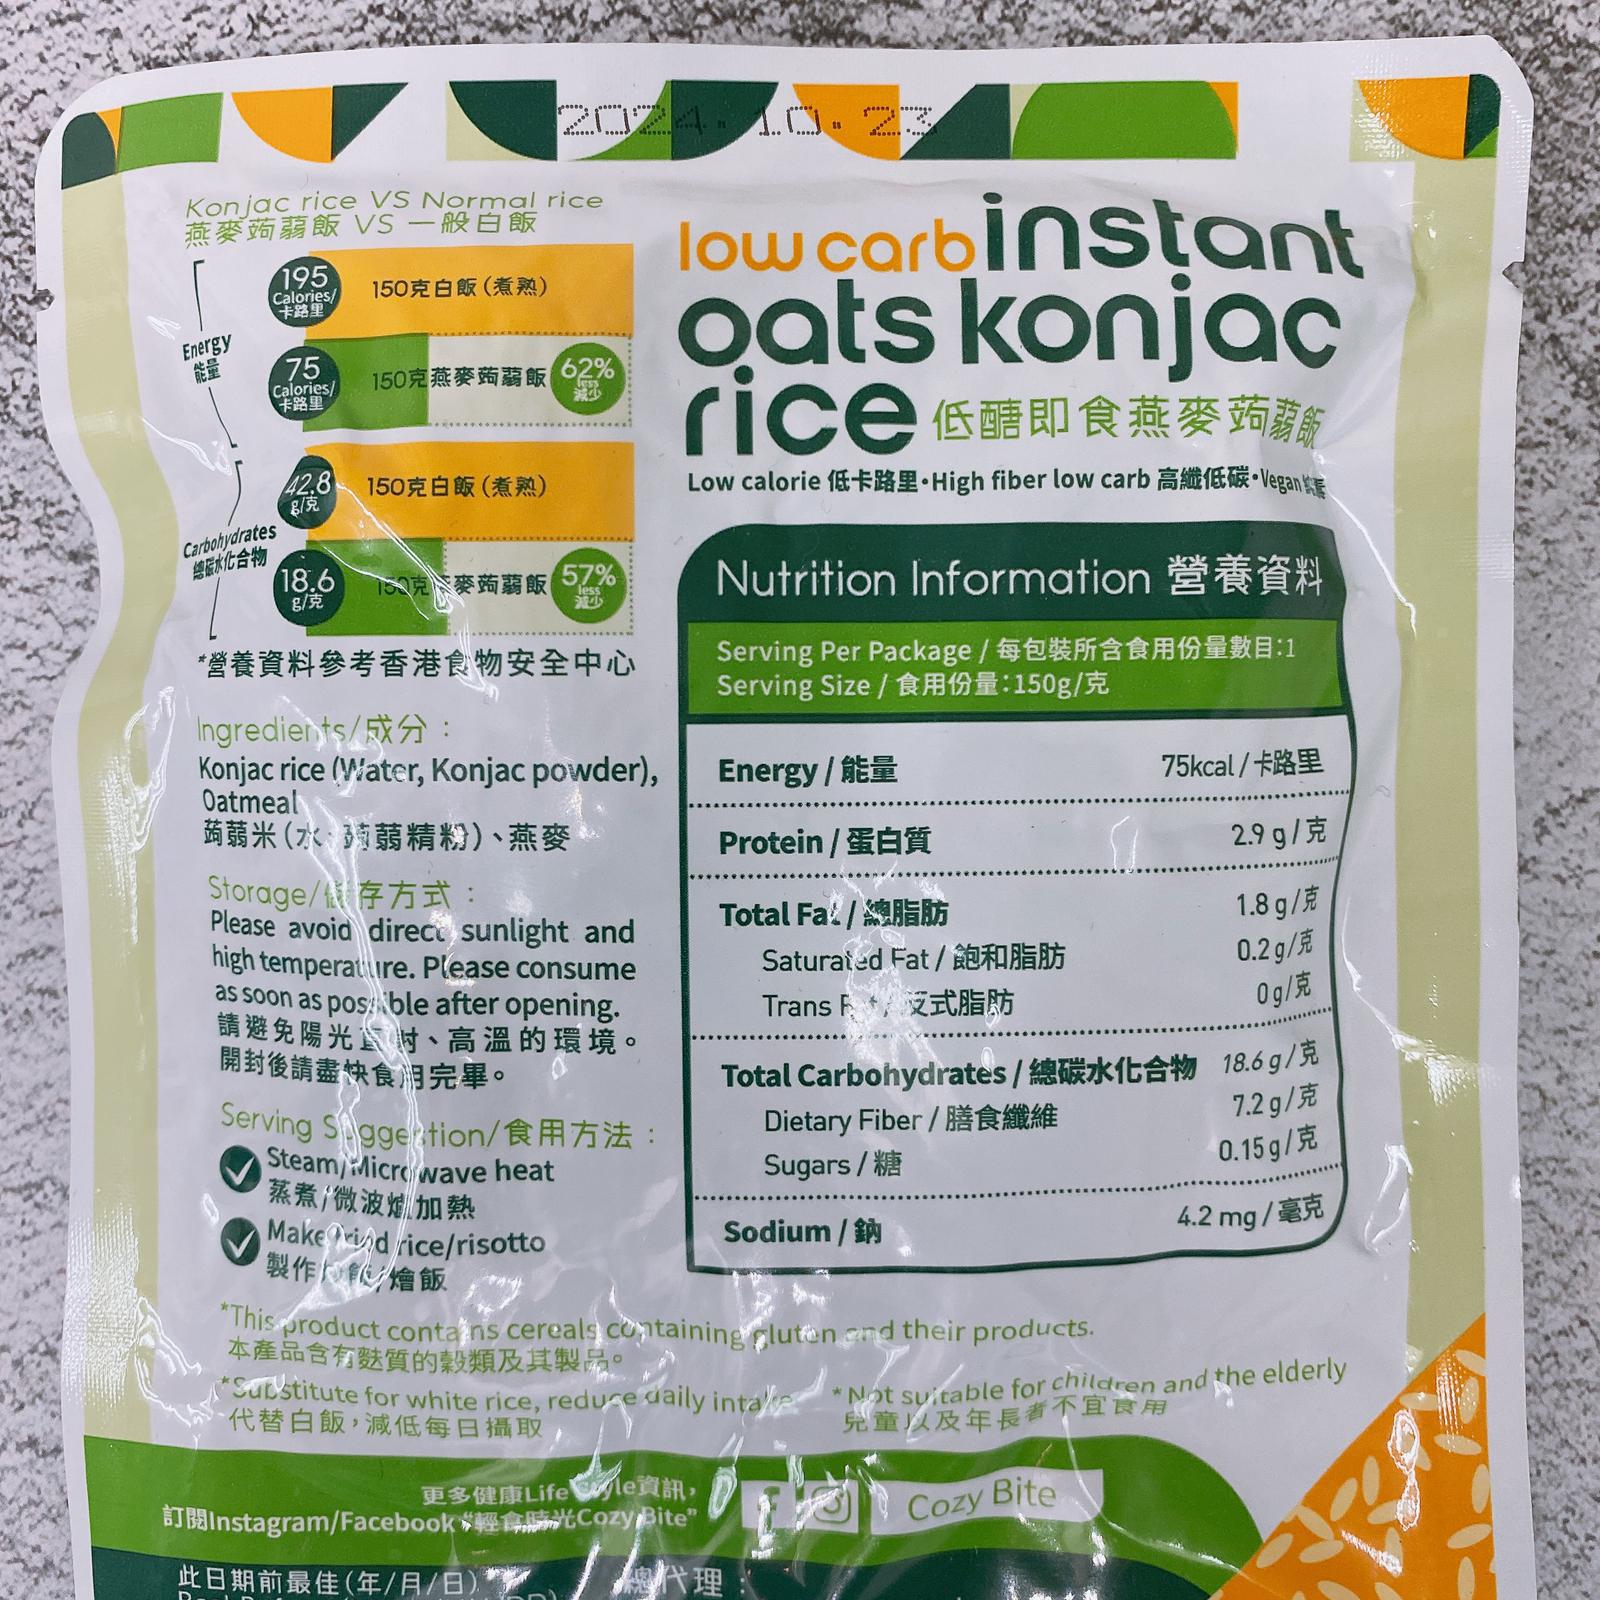 2024.10.23
Konjac rice VS Normal rice
燕麥蒟蒻飯 VS 一般白飯
Energy
能量
195
Calories/
卡路里
150克白飯(煮熟)
75
Calories/
卡路里
150克燕麥蒟蒻飯
62%
less
減少
Carbohydrates
總碳水化合物
42.8
g/克
150克白飯(煮熟)
18.6
g/克
150克燕麥蒟蒻飯
57%
less
減少
*營養資料參考香港食物安全中心
Ingredients/成分：
Konjac rice (Water, Konjac powder),
Oatmeal
蒟蒻米(水、蒟蒻精粉)、燕麥
Storage/儲存方式：
Please avoid direct sunlight and
high temperature. Please consume
as soon as possible after opening.
請避免陽光直射、高溫的環境。
開封後請盡快食用完畢。
Serving Suggestion/食用方法：
Steam/Microwave heat
蒸煮/微波爐加熱
Make fried rice/risotto
製作炒飯/燴飯
low carb instant
oats konjac
rice 低醣即食燕麥蒟蒻飯
Low calorie 低卡路里•High fiber low carb 高纖低碳•Vegan
Nutrition Information 營養資料
Serving Per Package / 每包裝所含食用份量數目:1
Serving Size / 食用份量:150g/克
Energy / 能量 75kcal / 卡路里
Protein / 蛋白質 2.9 g / 克
Total Fat / 總脂肪 1.8 g/克
Saturated Fat / 飽和脂肪 0.2g/克
Trans Fat / 反式脂肪 0g/克
Total Carbohydrates / 總碳水化合物 18.6 g/克
Dietary Fiber / 膳食纖維 7.2 g/克
Sugars / 糖 0.15g/克
Sodium / 鈉 4.2 mg / 毫克
*This product contains cereals containing gluten and their products.
本產品含有麩質的穀類及其製品。
*Substitute for white rice, reduce daily intake
代替白飯,減低每日攝取
*Not suitable for children and the elderly
兒童以及年長者不宜食用
更多健康Life Style資訊,
訂閱Instagram/Facebook "輕食時光Cozy Bite"
Cozy Bite
此日期前最佳(年/月/日)
總代理：